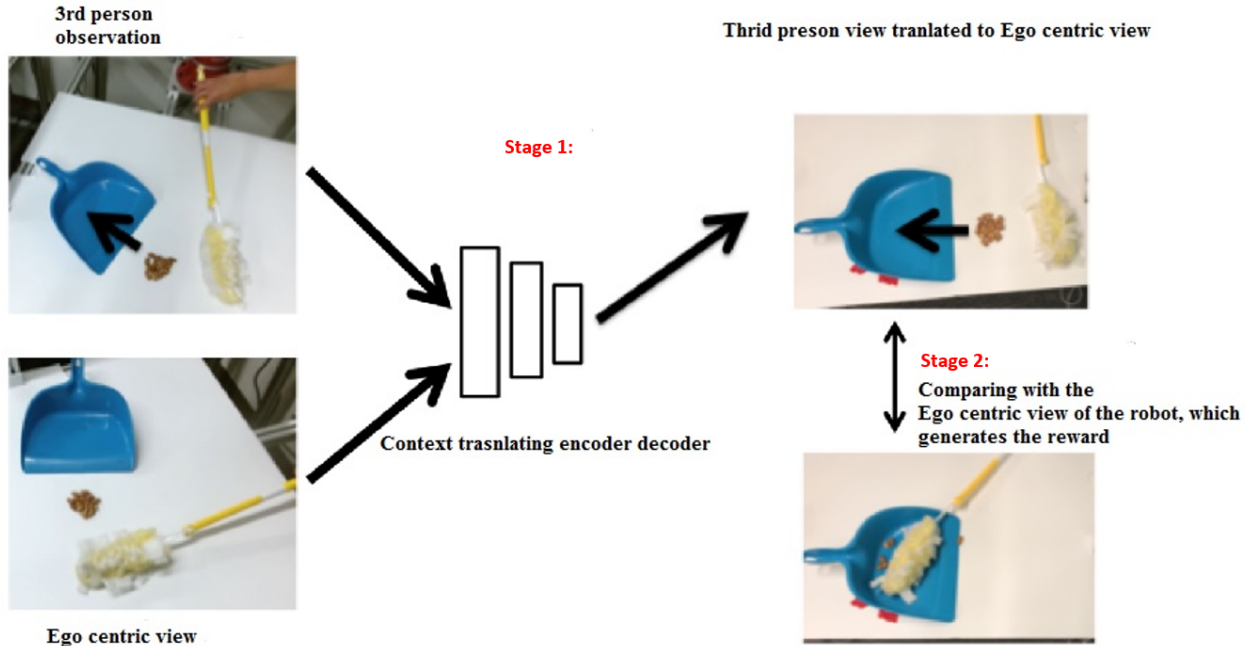 3rd person
observation
Thrid preson view tranlated to Ego centric view
Stage 1:
Stage 2:
Comparing with the
Ego centric view of the robot, which
generates the reward
Context trasnlating encoder decoder
Ego centric view